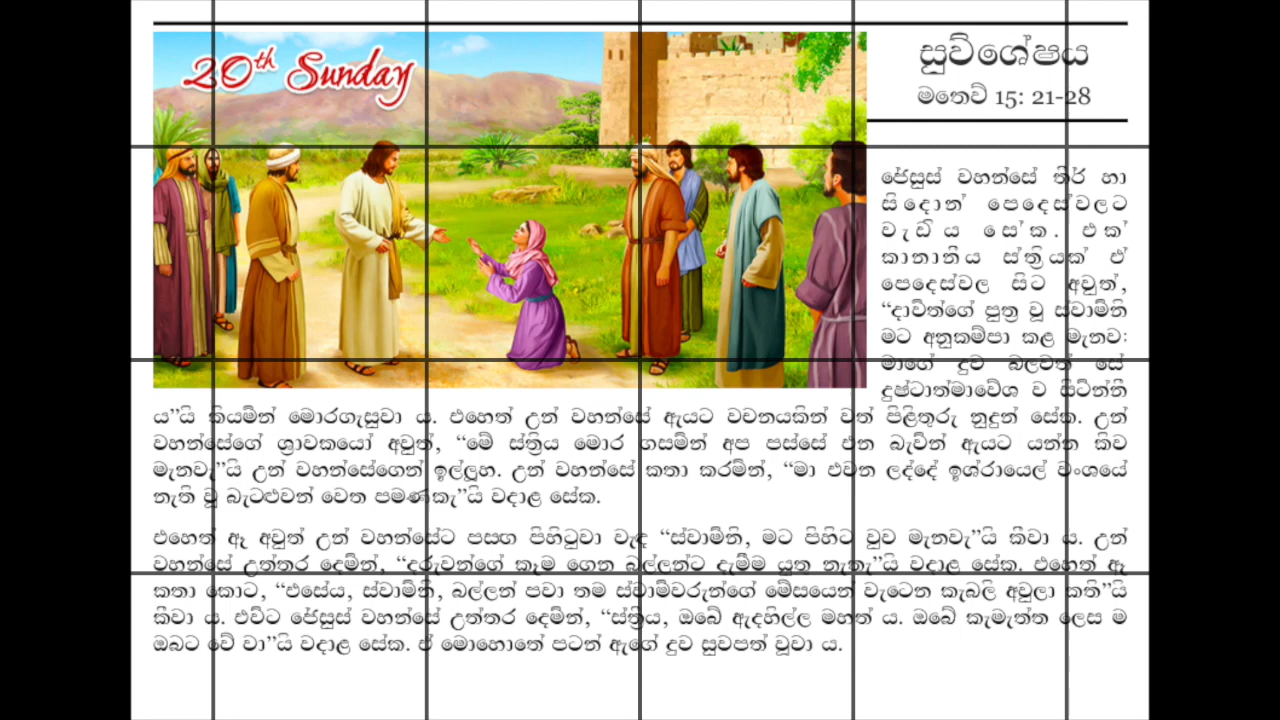 20th Sunday
සුවිශේෂය
මතෙව් 15: 21-28
ජේසුස් වහන්සේ තීර් හා
සිදොන් පෙදෙස්වලට
වැඩිය සේක. එක්
කානානීය ස්ත්‍රියක් ඒ
පෙදෙස්වල සිට අවුත්,
“දාවිත්ගේ පුත්‍ර වූ ස්වාමිනි
මට අනුකම්පා කළ මැනව:
මාගේ දුව බලවත් සේ
දුෂ්ටාත්මාවේශ ව සිටින්නී
ය”යි කියමින් මොරගැසුවා ය. එහෙත් උන් වහන්සේ ඇයට වචනයකින් වත් පිළිතුරු නුදුන් සේක. උන්
වහන්සේගේ ශ්‍රාවකයෝ අවුත්, “මේ ස්ත්‍රිය මොර ගසමින් අප පස්සේ එන බැවින් ඇයට යන්න කිව
මැනවැ”යි උන් වහන්සේගෙන් ඉල්ලූහ. උන් වහන්සේ කතා කරමින්, “මා එවන ලද්දේ ඉශ්රායෙල් වංශයේ
නැති වූ බැටළුවන් වෙත පමණකැ”යි වදාළ සේක.
එහෙත් ඈ අවුත් උන් වහන්සේට පසඟ පිහිටුවා වැඳ “ස්වාමිනි, මට පිහිට වුව මැනවැ”යි කීවා ය. උන්
වහන්සේ උත්තර දෙමින්, “දරුවන්ගේ කෑම ගෙන බල්ලන්ට දැමීම යුතු නැතැ”යි වදාළ සේක. එහෙත් ඈ
කතා කොට, “එසේය, ස්වාමිනි, බල්ලන් පවා තම ස්වාමිවරුන්ගේ මේසයෙන් වැටෙන කැබලි අවුලා කති”යි
කීවා ය. එවිට ජේසුස් වහන්සේ උත්තර දෙමින්, “ස්ත්‍රිය, ඔබේ ඇදහිල්ල මහත් ය. ඔබේ කැමැත්ත ලෙස ම
ඔබට වේ වා”යි වදාළ සේක. ඒ මොහොතේ පටන් ඇගේ දුව සුවපත් වූවා ය.